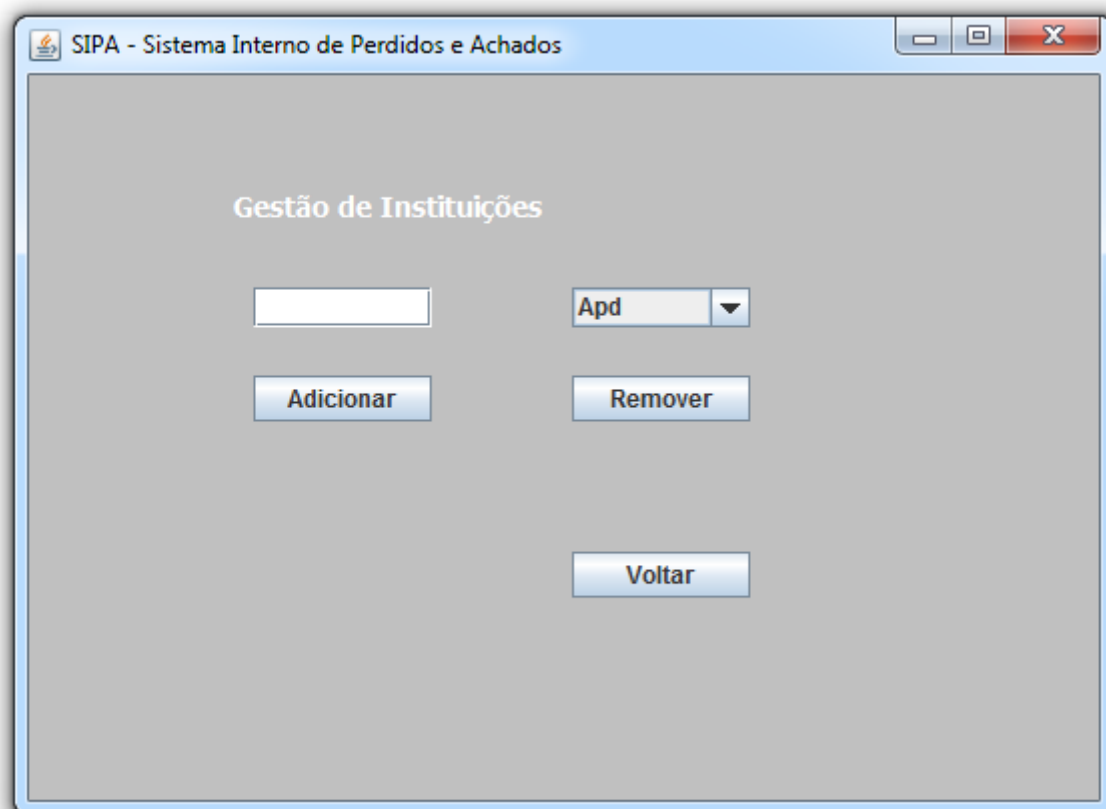 SIPA - Sistema Interno de Perdidos e Achados
Gestão de Instituições
Apd
Adicionar
Remover
Voltar